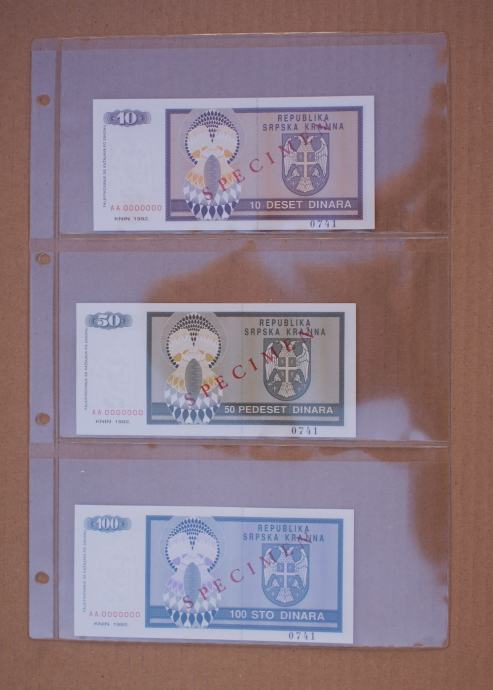 10
REPUBLIKA
SRPSKA KRAJINA
SPECIMEN
AA 0000000
10 DESET DINARA
KNIN 1992.
0741
50
REPUBLIKA
SRPSKA KRAJINA
SPECIMEN
AA 0000000
50 PEDESET DINARA
KNIN 1992.
0741
100
REPUBLIKA
SRPSKA KRAJINA
SPECIMEN
AA 0000000
100 STO DINARA
KNIN 1992.
0741